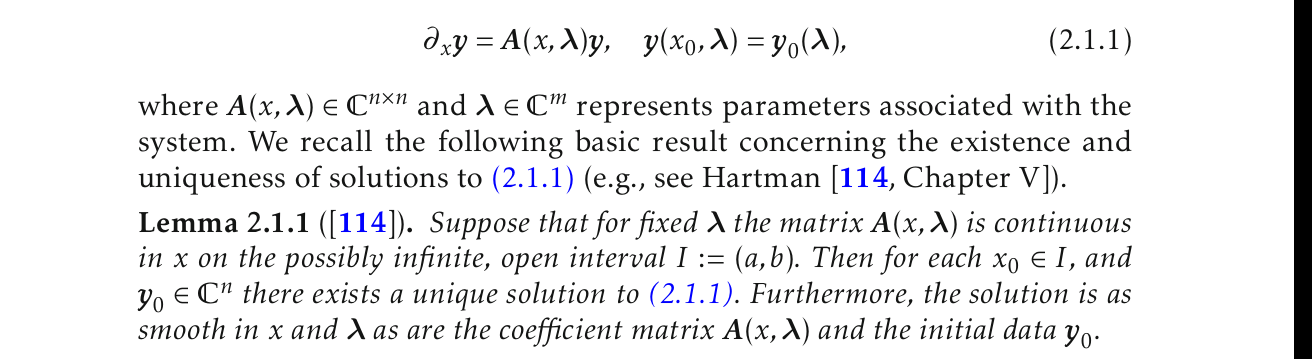 ∂ₓy = A(x, λ)y, y(x₀, λ) = y₀(λ), (2.1.1)
where A(x, λ) ∈ ℂⁿˣⁿ and λ ∈ ℂᵐ represents parameters associated with the
system. We recall the following basic result concerning the existence and
uniqueness of solutions to (2.1.1) (e.g., see Hartman [114, Chapter V]).
Lemma 2.1.1 ([114]). Suppose that for fixed λ the matrix A(x, λ) is continuous
in x on the possibly infinite, open interval I := (a, b). Then for each x₀ ∈ I, and
y₀ ∈ ℂⁿ there exists a unique solution to (2.1.1). Furthermore, the solution is as
smooth in x and λ as are the coefficient matrix A(x, λ) and the initial data y₀.